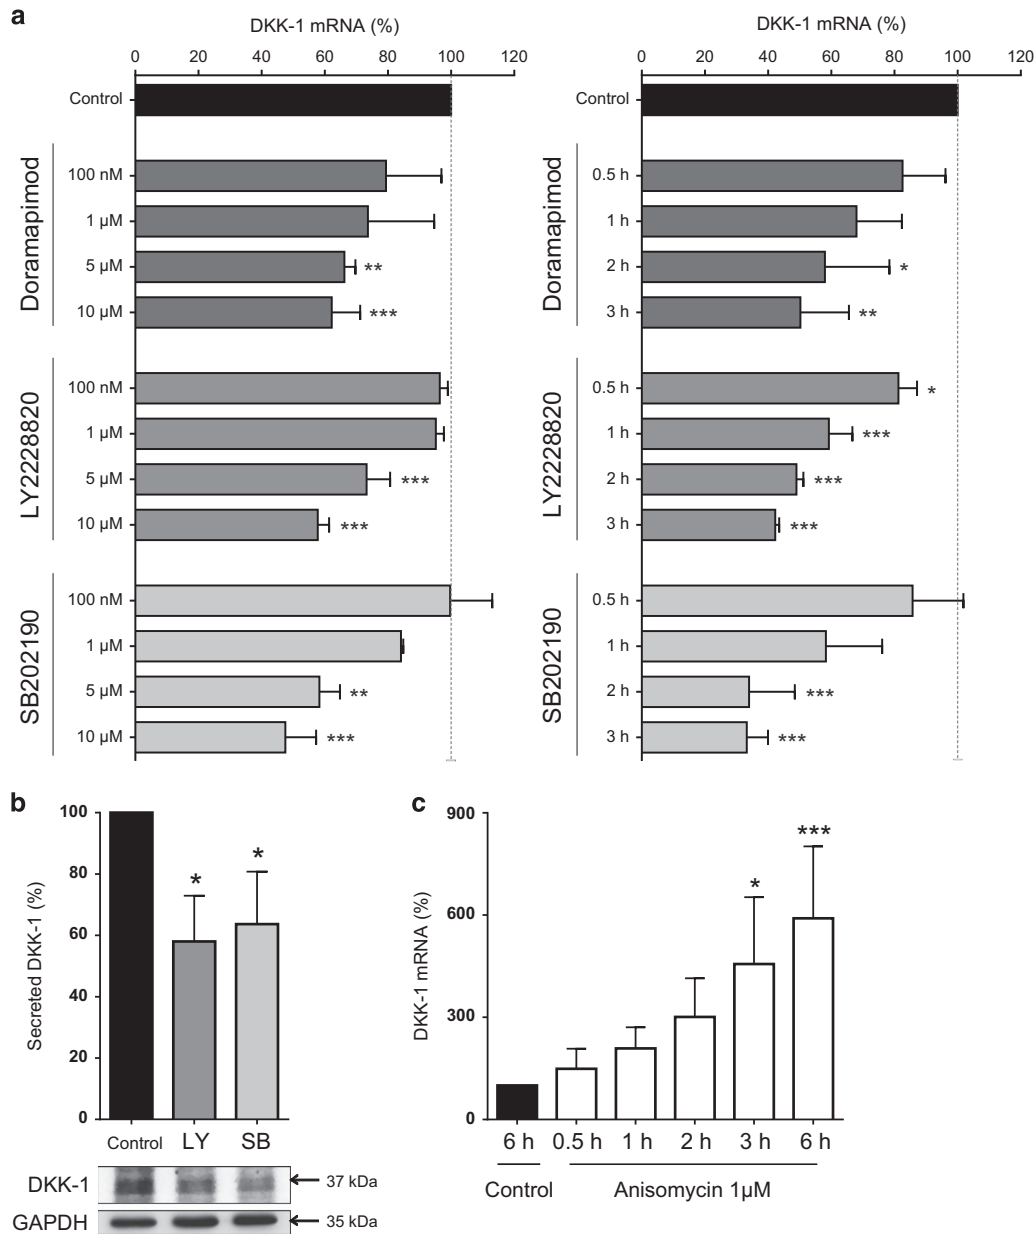 a
DKK-1 mRNA (%)
0 20 40 60 80 100 120
Control
Doramapimod
100 nM
1 µM
5 µM **
10 µM ***
LY2228820
100 nM
1 µM
5 µM ***
10 µM ***
SB202190
100 nM
1 µM
5 µM **
10 µM ***
DKK-1 mRNA (%)
0 20 40 60 80 100 120
Control
Doramapimod
0.5 h
1 h
2 h *
3 h **
LY2228820
0.5 h *
1 h ***
2 h ***
3 h ***
SB202190
0.5 h
1 h
2 h ***
3 h ***
b
Secreted DKK-1 (%)
100
80
60
40
20
0
* *
Control LY SB
DKK-1 37 kDa
GAPDH 35 kDa
c
DKK-1 mRNA (%)
900
600
300
0
* ***
6 h 0.5 h 1 h 2 h 3 h 6 h
Control Anisomycin 1µM